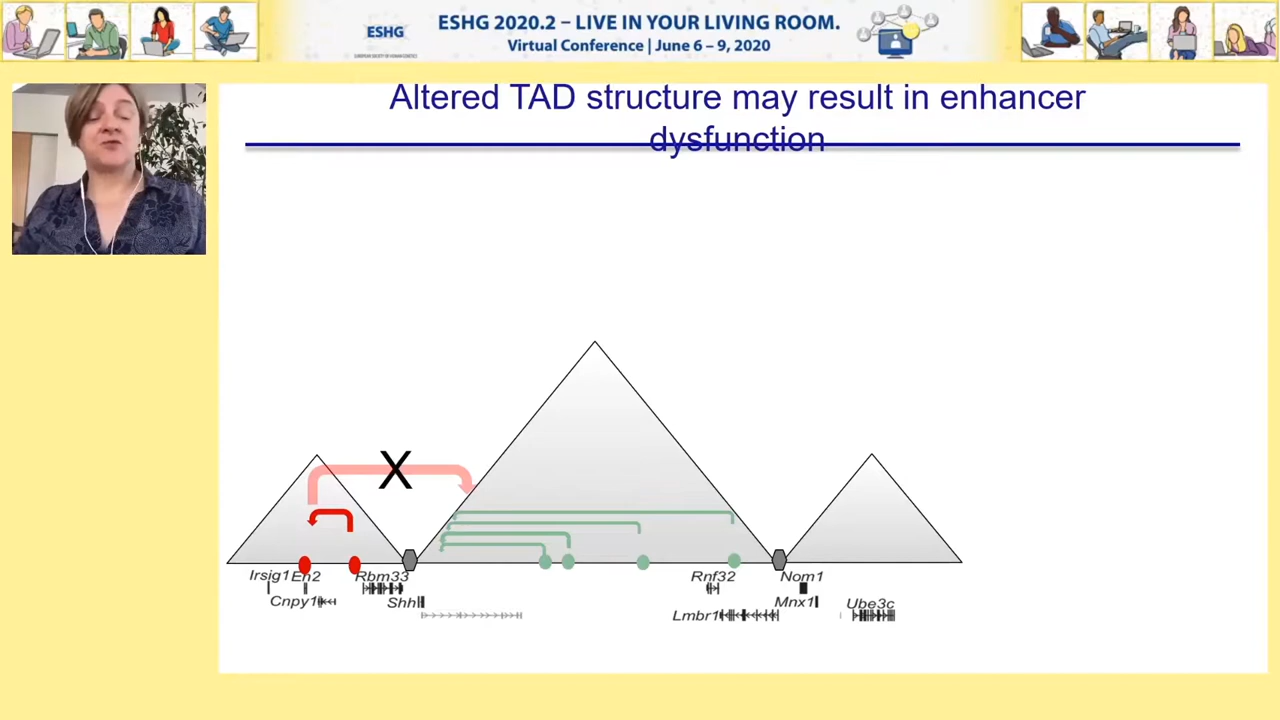 ESHG 2020.2 – LIVE IN YOUR LIVING ROOM.
ESHG
Virtual Conference | June 6 – 9, 2020
Altered TAD structure may result in enhancer
dysfunction
X
Irsig1 En2 Rbm33 Rnf32 Nom1
Cnpy1 Shh Lmbr1 Mnx1 Ube3c